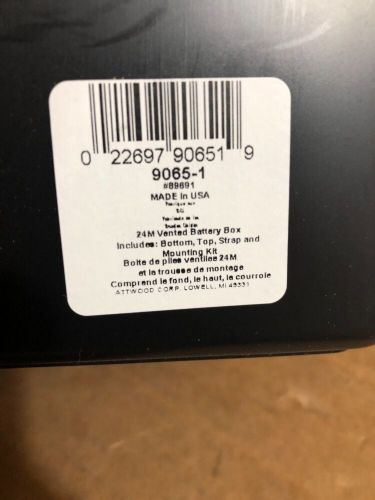 0 22697 90651 9
9065-1
#89691
MADE in USA
24M Vented Battery Box
Includes: Bottom, Top, Strap and
Mounting Kit
Boite de piles ventiles 24M
et la trousse de montage
Comprend le fond, le haut, la courroie
ATTWOOD CORP. LOWELL, MI 49331